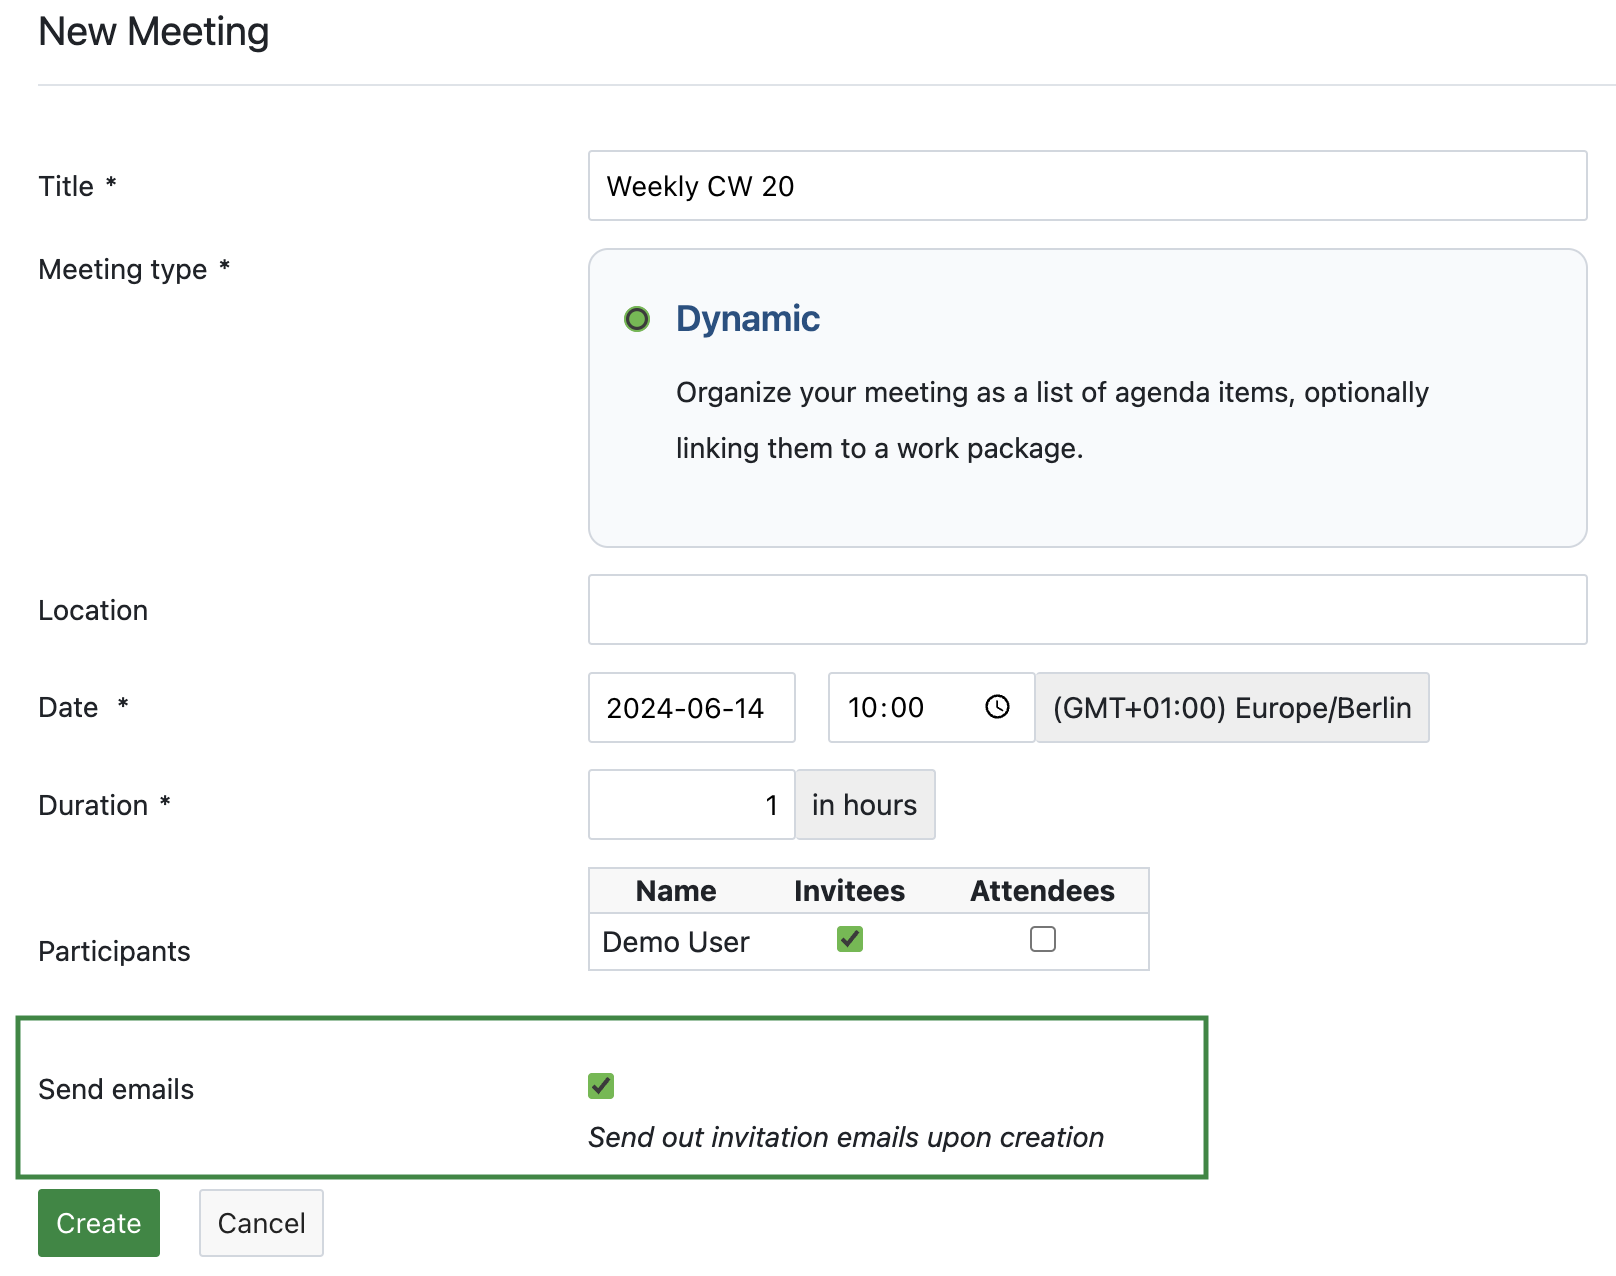 New Meeting
Title *
Weekly CW 20
Meeting type *
Dynamic
Organize your meeting as a list of agenda items, optionally
linking them to a work package.
Location
Date *
2024-06-14
10:00
(GMT+01:00) Europe/Berlin
Duration *
1
in hours
Participants
Name Invitees Attendees
Demo User
Send emails
Send out invitation emails upon creation
Create
Cancel